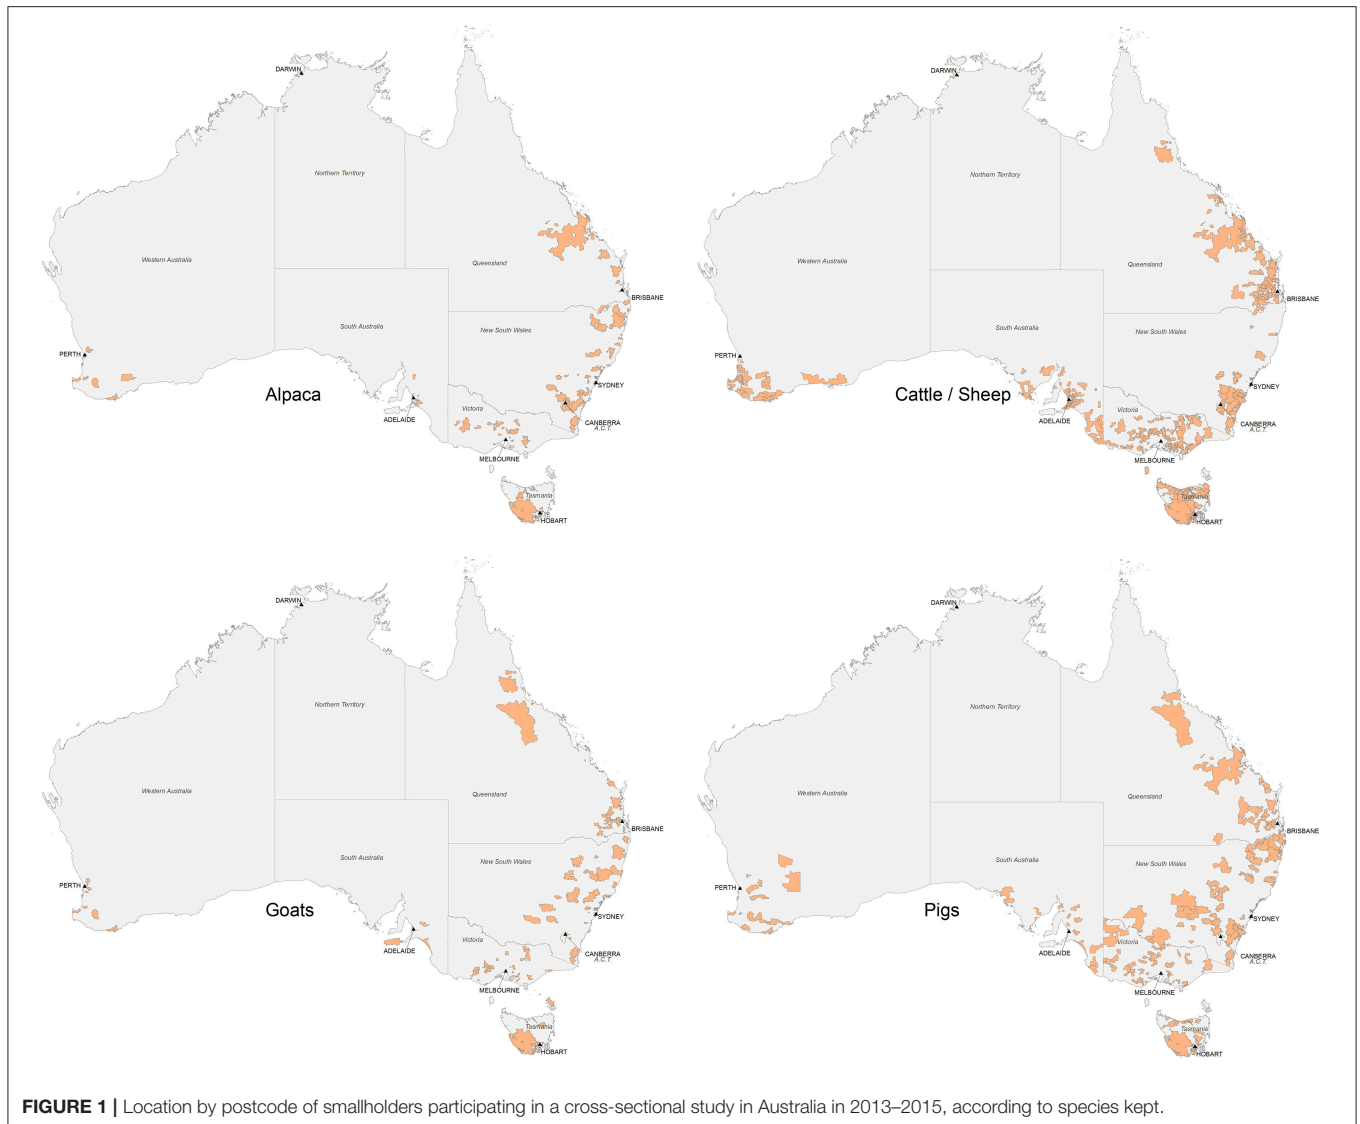 DARWIN
Northern Territory
Western Australia
Queensland
BRISBANE
South Australia
New South Wales
PERTH
SYDNEY
Alpaca
Victoria
ADELAIDE
CANBERRA
A.C.T.
MELBOURNE
Tasmania
HOBART
DARWIN
Northern Territory
Western Australia
Queensland
BRISBANE
South Australia
New South Wales
PERTH
SYDNEY
Cattle / Sheep
Victoria
ADELAIDE
CANBERRA
A.C.T.
MELBOURNE
Tasmania
HOBART
DARWIN
Northern Territory
Western Australia
Queensland
BRISBANE
South Australia
New South Wales
PERTH
Goats
SYDNEY
Victoria
ADELAIDE
CANBERRA
A.C.T.
MELBOURNE
Tasmania
HOBART
DARWIN
Northern Territory
Western Australia
Queensland
BRISBANE
South Australia
New South Wales
PERTH
Pigs
SYDNEY
Victoria
ADELAIDE
CANBERRA
A.C.T.
MELBOURNE
Tasmania
HOBART
FIGURE 1 | Location by postcode of smallholders participating in a cross-sectional study in Australia in 2013–2015, according to species kept.